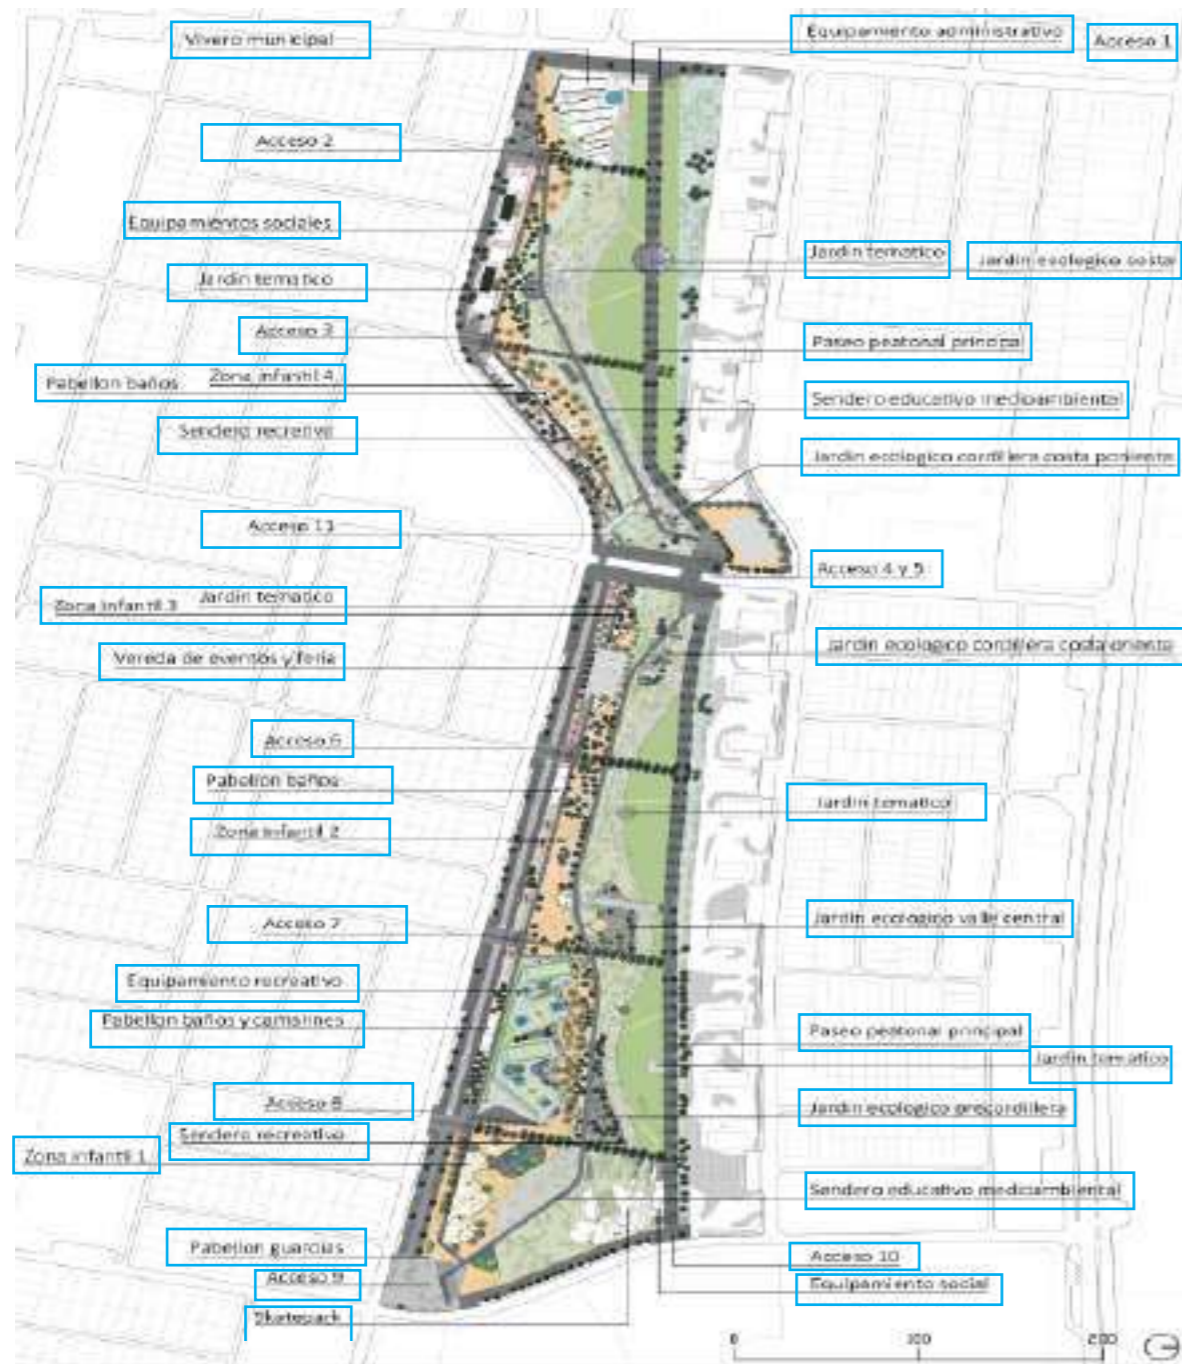 Vivero municipal
Equipamiento administrativo
Acceso 1
Acceso 2
Equipamientos sociales
Jardin tematico
Jardin tematico
Jardin ecologico costa
Acceso 3
Paseo peatonal principal
Pabellon baños
Zona infantil 4
Sendero educativo medioambiental
Sendero recreativo
Jardin ecologico cordillera costa poniente
Acceso 11
Acceso 4 y 5
Zona infantil 3
Jardin tematico
Vereda de eventos y feria
Jardin ecologico cordillera costa oriente
Acceso 6
Pabellon baños
Jardin tematico
Zona infantil 2
Acceso 7
Jardin ecologico valle central
Equipamiento recreativo
Pabellon baños y camarines
Paseo peatonal principal
Jardin tematico
Acceso 8
Jardin ecologico precordillera
Sendero recreativo
Zona infantil 1
Sendero educativo medioambiental
Pabellon guardias
Acceso 10
Acceso 9
Equipamiento social
Skatepark
0 100 200